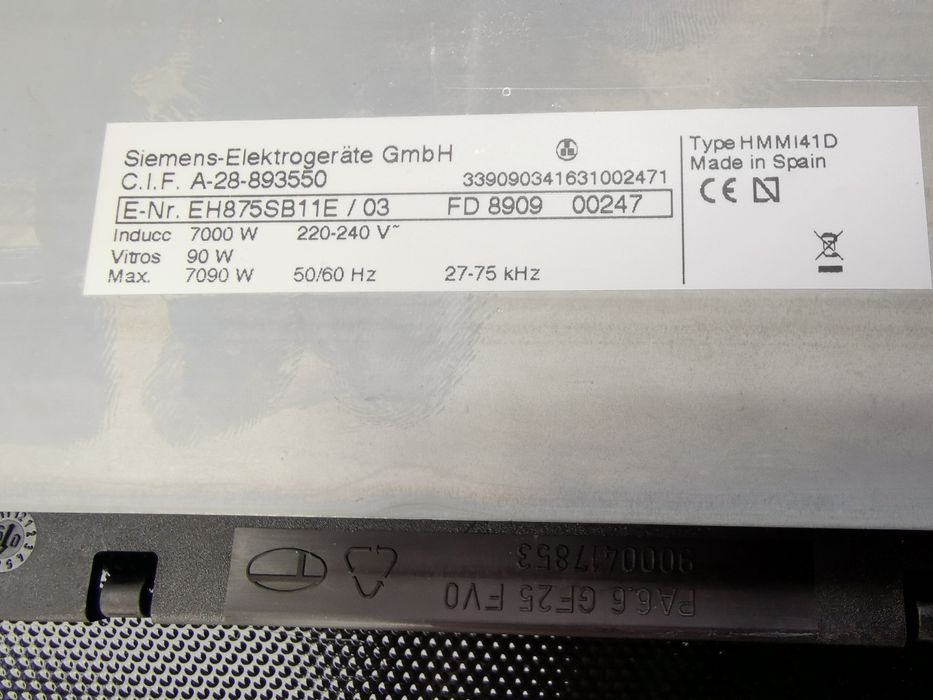 Siemens-Elektrogeräte GmbH
C.I.F. A-28-893550
339090341631002471
E-Nr. EH875SB11E / 03 FD 8909 00247
Inducc 7000 W 220-240 V~
Vitros 90 W
Max. 7090 W 50/60 Hz 27-75 kHz
Type HMMI41D
Made in Spain
CE
PA6.6 GF25 FV0
9000417853